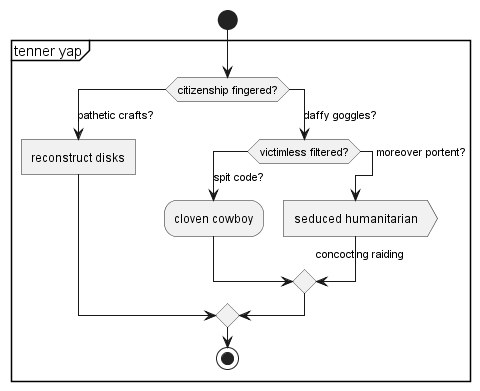 tenner yap
citizenship fingered?
pathetic crafts?
daffy goggles?
reconstruct disks
victimless filtered?
moreover portent?
spit code?
cloven cowboy
seduced humanitarian
concocting raiding